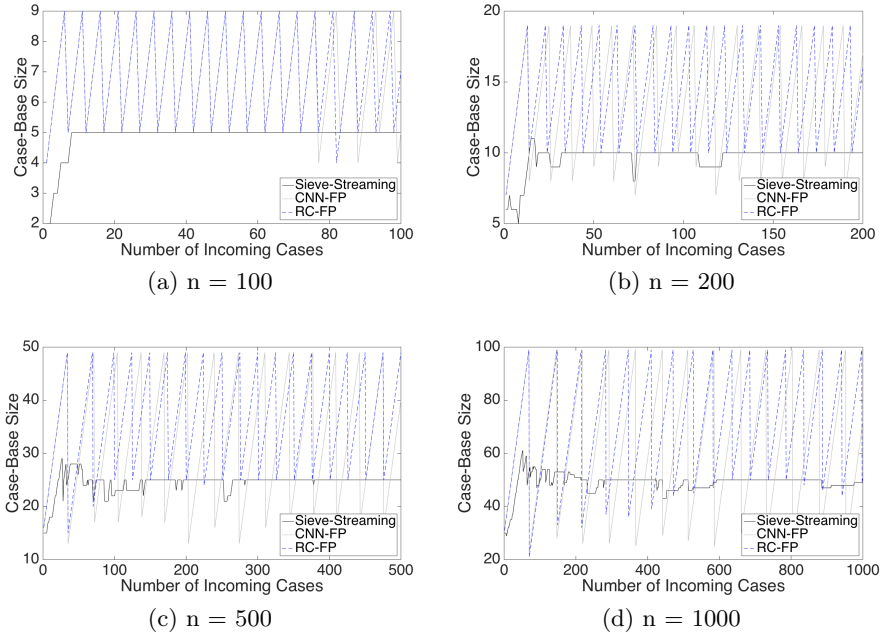 9
8
7
6
5
4
3
2
Case-Base Size
0 20 40 60 80 100
Number of Incoming Cases
Sieve-Streaming
CNN-FP
RC-FP
(a) n = 100
20
15
10
5
Case-Base Size
0 50 100 150 200
Number of Incoming Cases
Sieve-Streaming
CNN-FP
RC-FP
(b) n = 200
50
40
30
20
10
Case-Base Size
0 100 200 300 400 500
Number of Incoming Cases
Sieve-Streaming
CNN-FP
RC-FP
(c) n = 500
100
80
60
40
20
Case-Base Size
0 200 400 600 800 1000
Number of Incoming Cases
Sieve-Streaming
CNN-FP
RC-FP
(d) n = 1000